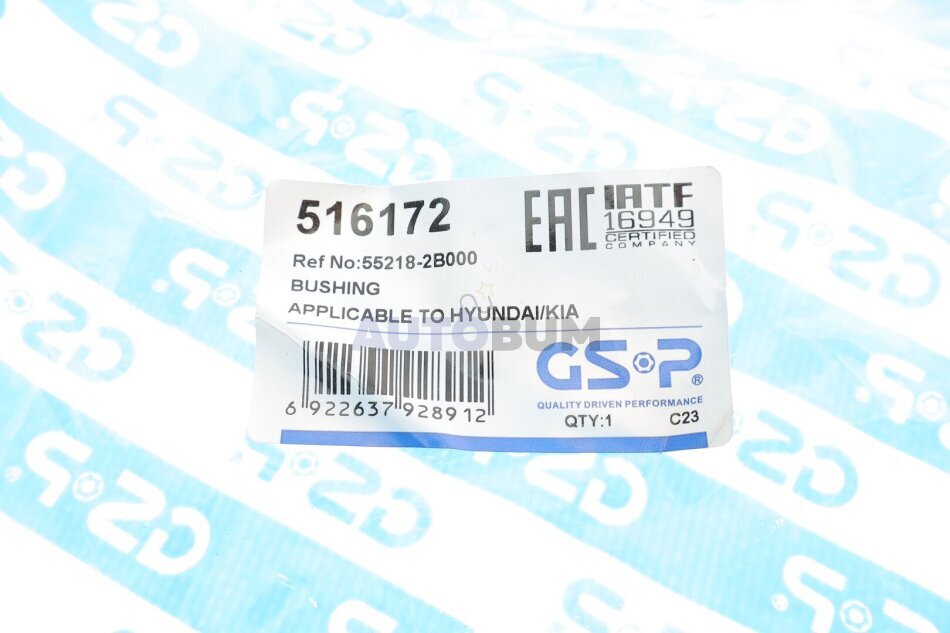 516172
EAC
IATF
16949
CERTIFIED
COMPANY
Ref No:55218-2B000
BUSHING
APPLICABLE TO HYUNDAI/KIA
AUTOBUM
GSP®
QUALITY DRIVEN PERFORMANCE
6 922637 928912
QTY:1
C23